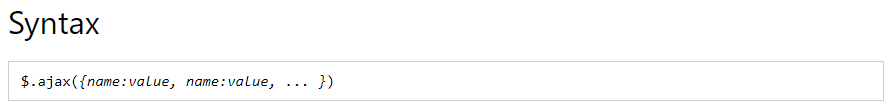 Syntax
$.ajax({name:value, name:value, ... })